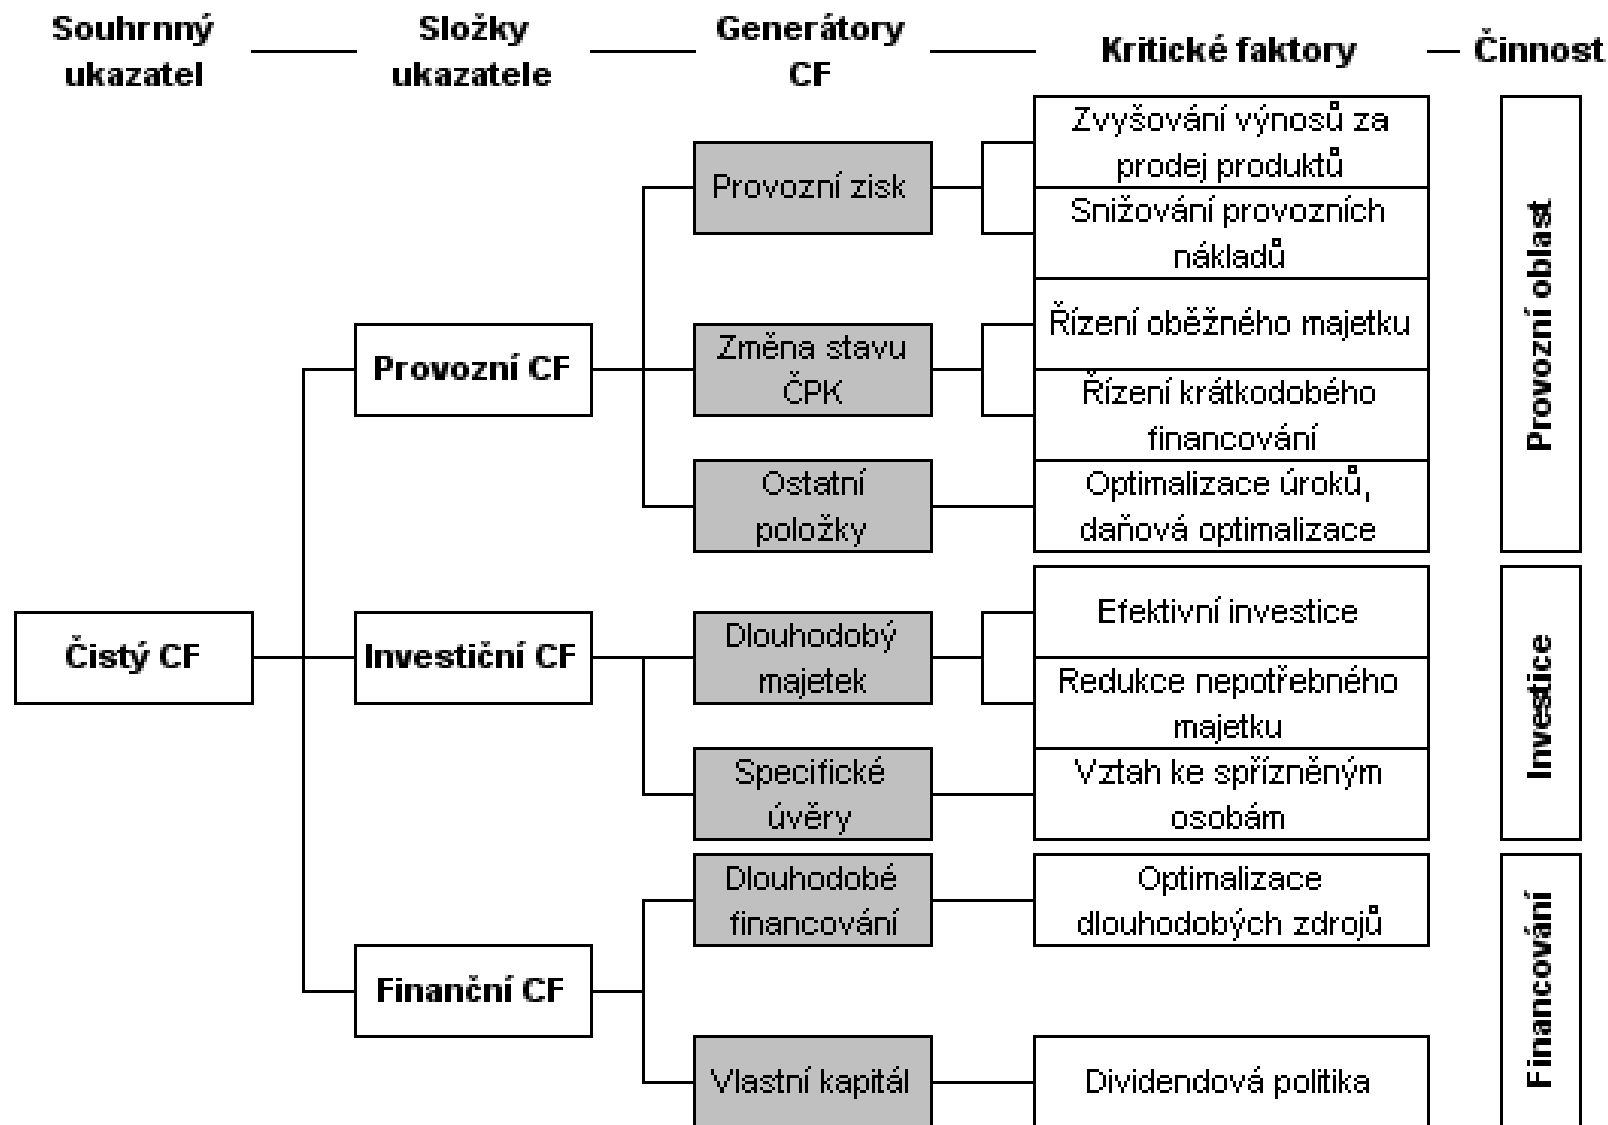 Souhrnný
ukazatel
Složky
ukazatele
Generátory
CF
Kritické faktory
Činnost
Zvyšování výnosů za
prodej produktů
Provozní zisk
Snižování provozních
nákladů
Řízení oběžného majetku
Změna stavu
ČPK
Provozní CF
Řízení krátkodobého
financování
Ostatní
položky
Optimalizace úroků,
daňová optimalizace
Provozní oblast
Efektivní investice
Dlouhodobý
majetek
Čistý CF
Investiční CF
Redukce nepotřebného
majetku
Specifické
úvěry
Vztah ke spřízněným
osobám
Investice
Dlouhodobé
financování
Optimalizace
dlouhodobých zdrojů
Finanční CF
Vlastní kapitál
Dividendová politika
Financování